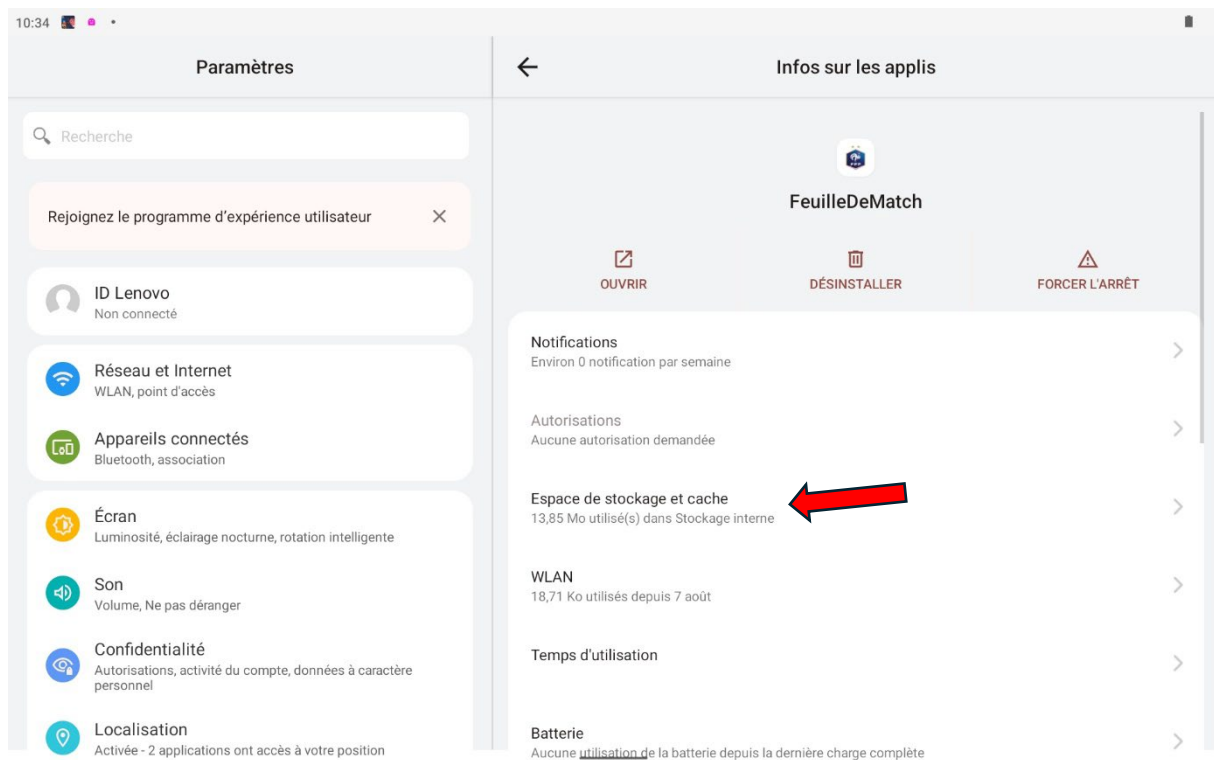 10:34
Paramètres
Recherche
Rejoignez le programme d'expérience utilisateur
ID Lenovo
Non connecté
Réseau et Internet
WLAN, point d'accès
Appareils connectés
Bluetooth, association
Écran
Luminosité, éclairage nocturne, rotation intelligente
Son
Volume, Ne pas déranger
Confidentialité
Autorisations, activité du compte, données à caractère
personnel
Localisation
Activée - 2 applications ont accès à votre position
Infos sur les applis
FeuilleDeMatch
OUVRIR
DÉSINSTALLER
FORCER L'ARRÊT
Notifications
Environ 0 notification par semaine
Autorisations
Aucune autorisation demandée
Espace de stockage et cache
13,85 Mo utilisé(s) dans Stockage interne
WLAN
18,71 Ko utilisés depuis 7 août
Temps d'utilisation
Batterie
Aucune utilisation de la batterie depuis la dernière charge complète